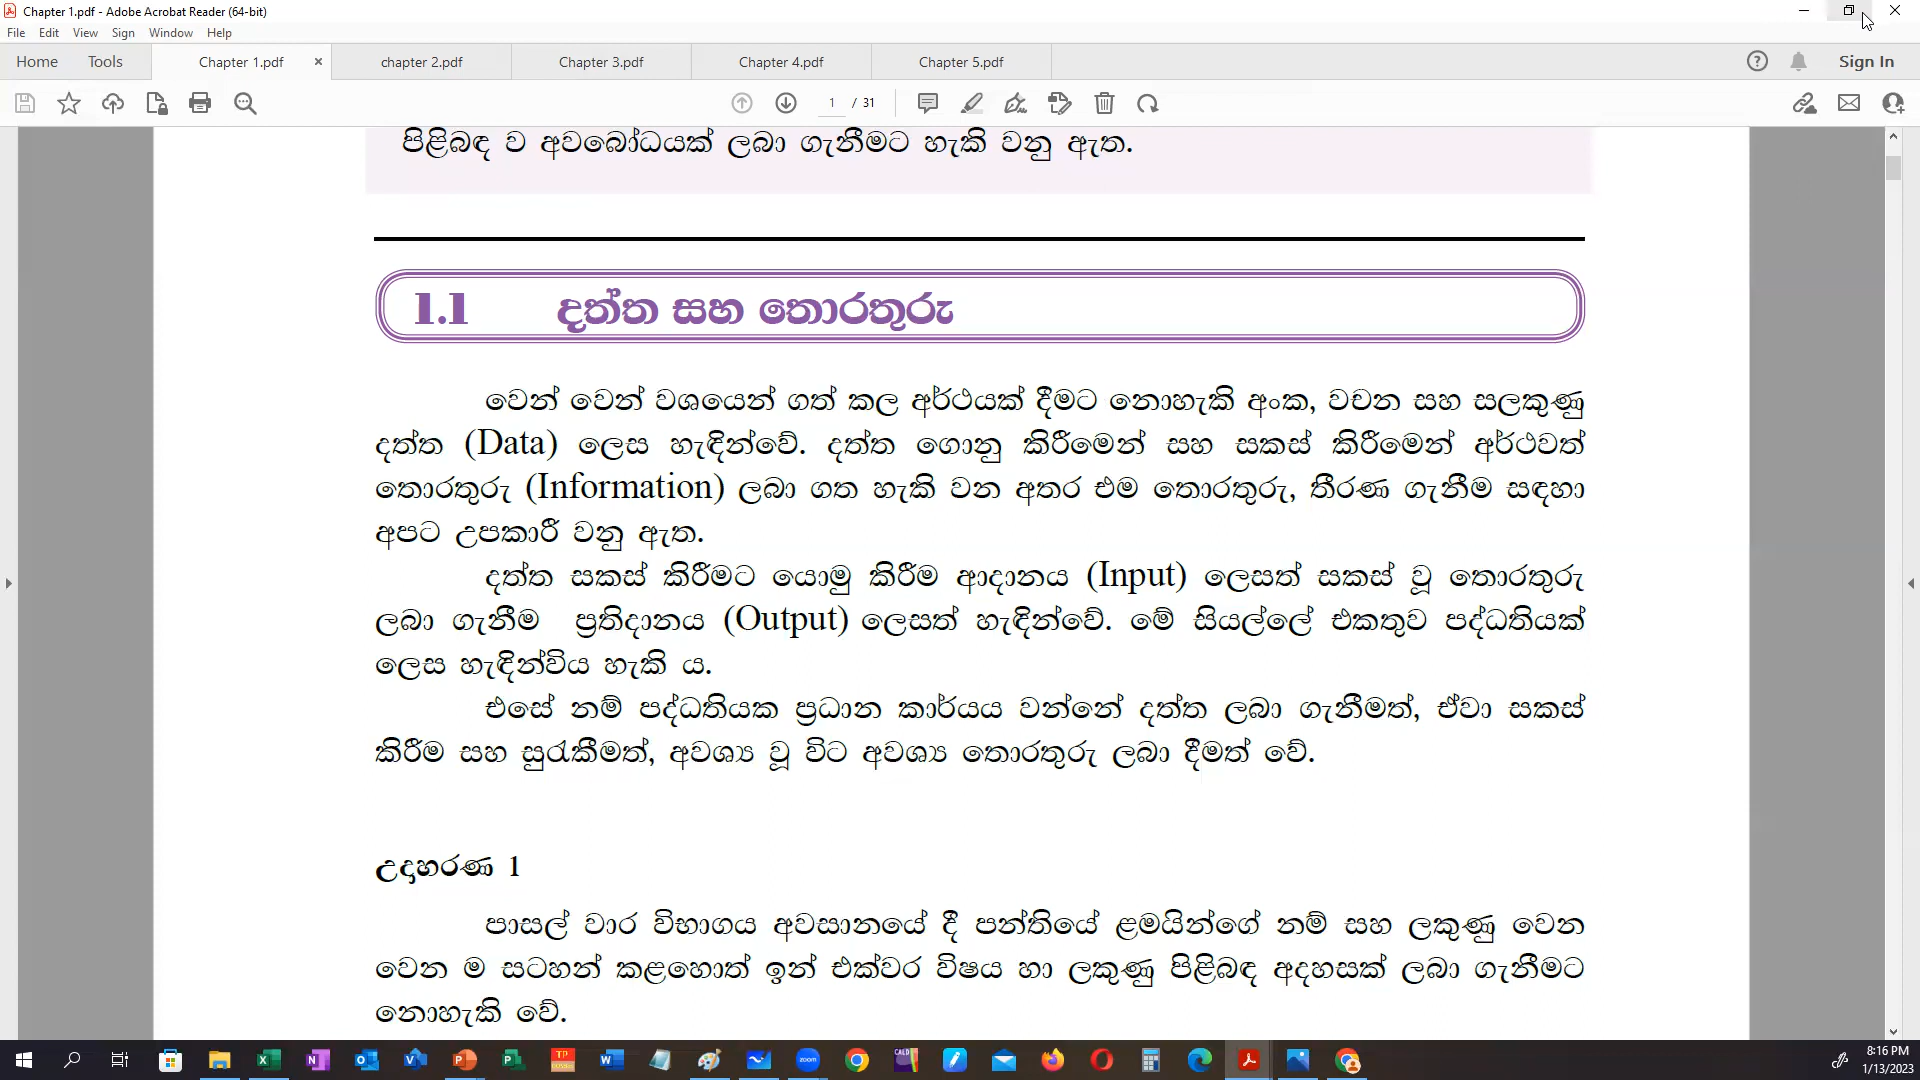 Chapter 1.pdf - Adobe Acrobat Reader (64-bit)
File Edit View Sign Window Help
Home Tools Chapter 1.pdf chapter 2.pdf Chapter 3.pdf Chapter 4.pdf Chapter 5.pdf Sign In
1 / 31
පිළිබඳ ව අවබෝධයක් ලබා ගැනීමට හැකි වනු ඇත.
1.1 දත්ත සහ තොරතුරු
වෙන් වෙන් වශයෙන් ගත් කල අර්ථයක් දීමට නොහැකි අංක, වචන සහ සලකුණු
දත්ත (Data) ලෙස හැඳින්වේ. දත්ත ගොනු කිරීමෙන් සහ සකස් කිරීමෙන් අර්ථවත්
තොරතුරු (Information) ලබා ගත හැකි වන අතර එම තොරතුරු, තීරණ ගැනීම සඳහා
අපට උපකාරී වනු ඇත.
දත්ත සකස් කිරීමට යොමු කිරීම ආදානය (Input) ලෙසත් සකස් වූ තොරතුරු
ලබා ගැනීම ප්‍රතිදානය (Output) ලෙසත් හැඳින්වේ. මේ සියල්ලේ එකතුව පද්ධතියක්
ලෙස හැඳින්විය හැකි ය.
එසේ නම් පද්ධතියක ප්‍රධාන කාර්යය වන්නේ දත්ත ලබා ගැනීමත්, ඒවා සකස්
කිරීම සහ සුරැකීමත්, අවශ්‍ය වූ විට අවශ්‍ය තොරතුරු ලබා දීමත් වේ.
උදාහරණ 1
පාසල් වාර විභාගය අවසානයේ දී පන්තියේ ළමයින්ගේ නම් සහ ලකුණු වෙන
වෙන ම සටහන් කළහොත් ඉන් එක්වර විෂය හා ලකුණු පිළිබඳ අදහසක් ලබා ගැනීමට
නොහැකි වේ.
8:16 PM
1/13/2023